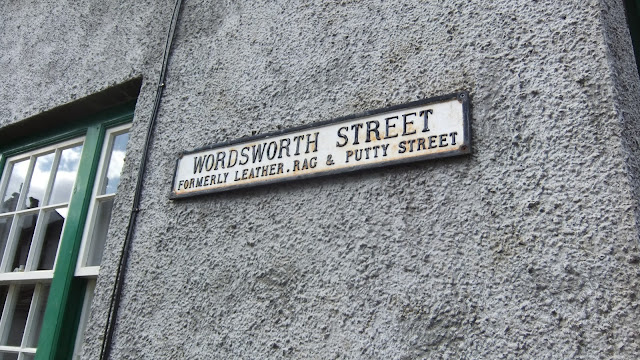 WORDSWORTH STREET
FORMERLY LEATHER, RAG & PUTTY STREET